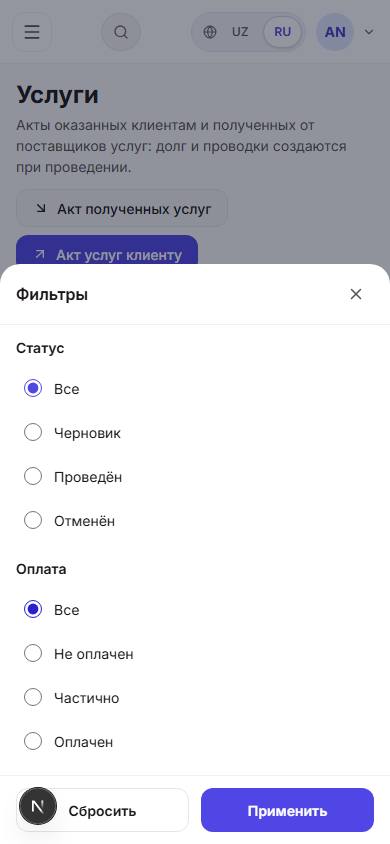 UZ
RU
AN
Услуги
Акты оказанных клиентам и полученных от
поставщиков услуг: долг и проводки создаются
при проведении.
Акт полученных услуг
Акт услуг клиенту
Фильтры
Статус
Все
Черновик
Проведён
Отменён
Оплата
Все
Не оплачен
Частично
Оплачен
N
Сбросить
Применить